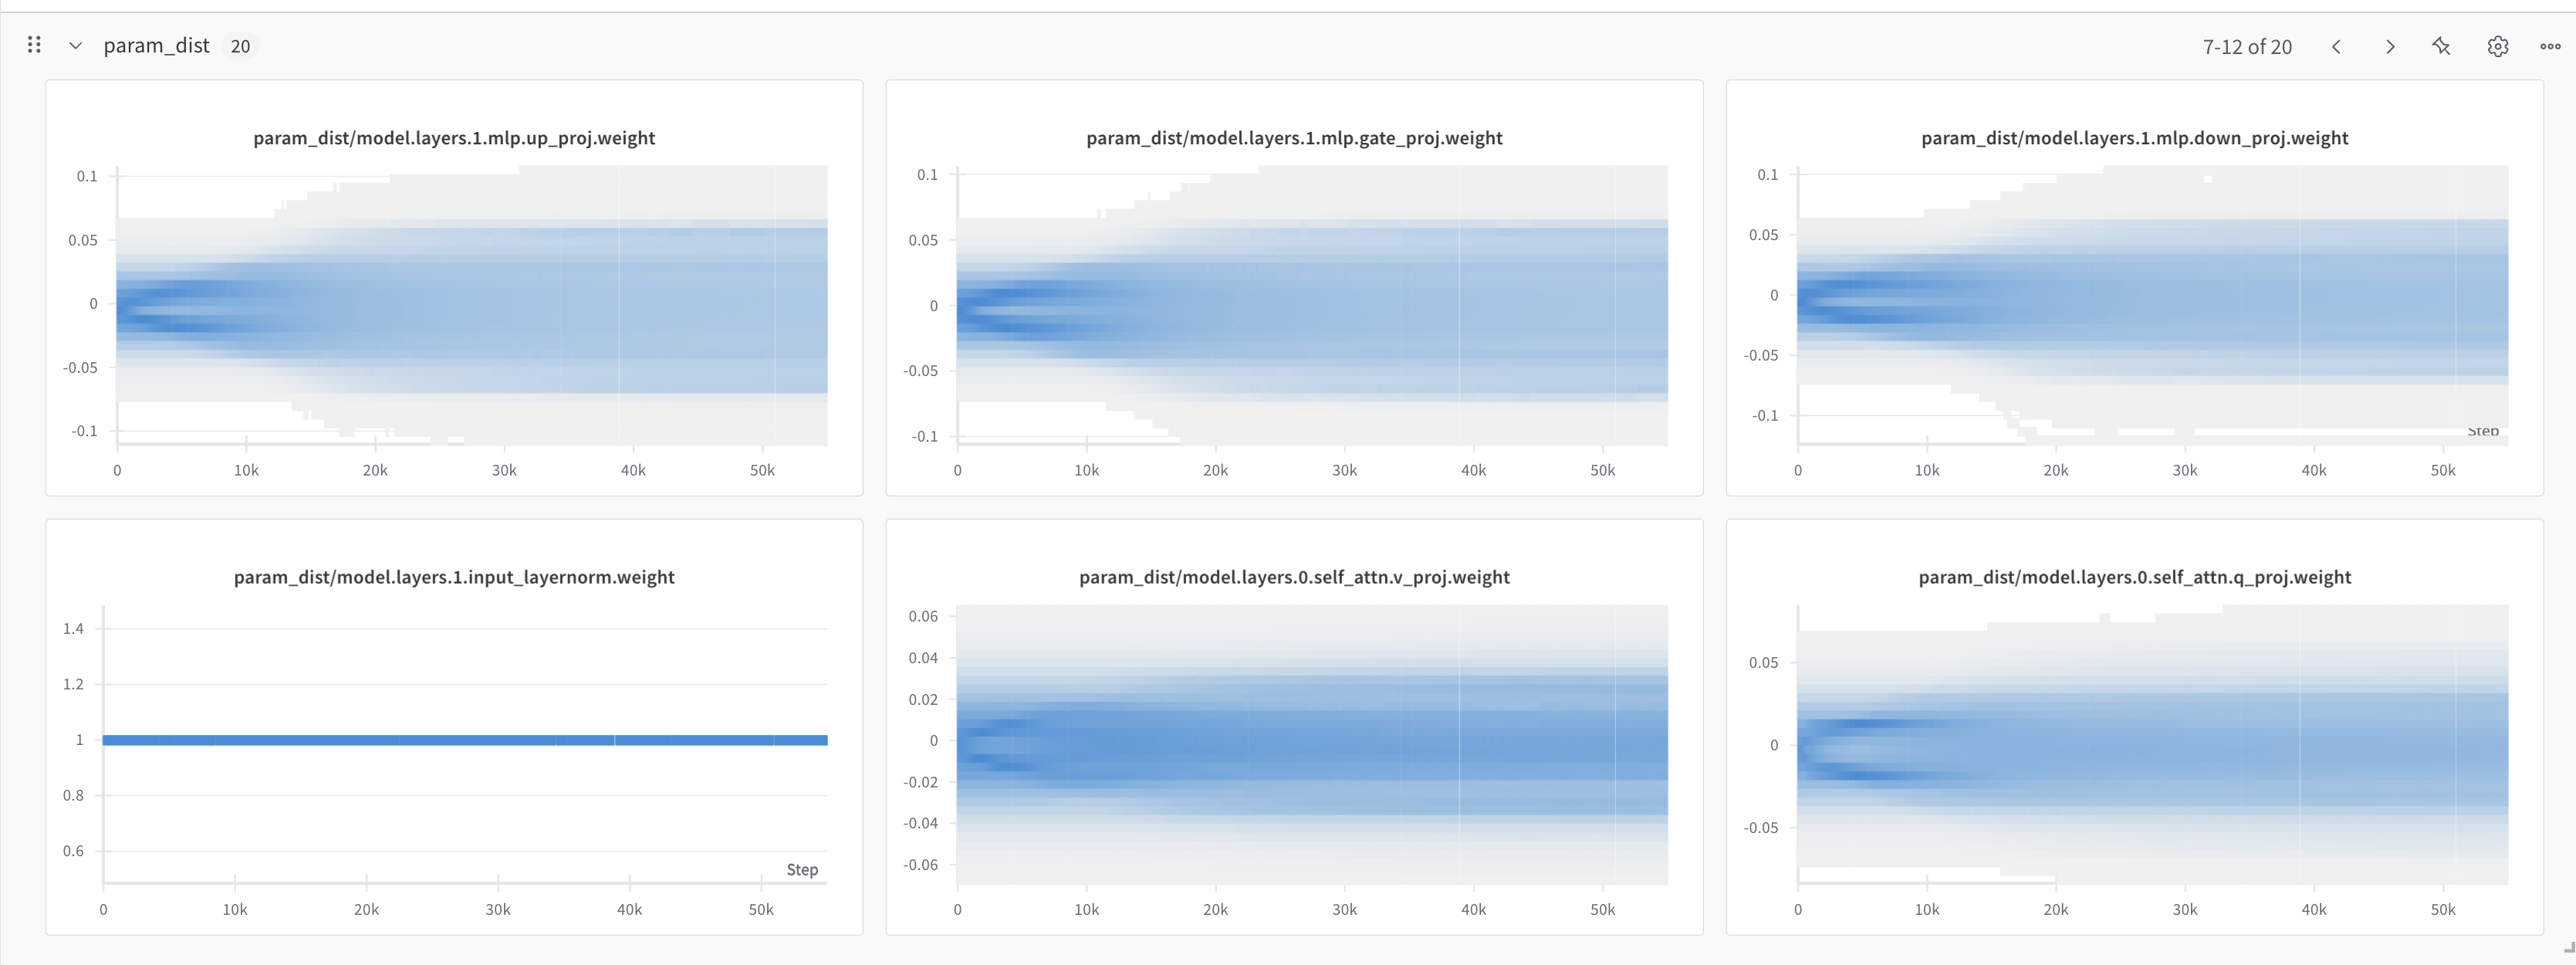 param_dist 20
7-12 of 20
param_dist/model.layers.1.mlp.up_proj.weight
0.1
0.05
0
-0.05
-0.1
0 10k 20k 30k 40k 50k
param_dist/model.layers.1.mlp.gate_proj.weight
0.1
0.05
0
-0.05
-0.1
0 10k 20k 30k 40k 50k
param_dist/model.layers.1.mlp.down_proj.weight
0.1
0.05
0
-0.05
-0.1
Step
0 10k 20k 30k 40k 50k
param_dist/model.layers.1.input_layernorm.weight
1.4
1.2
1
0.8
0.6
Step
0 10k 20k 30k 40k 50k
param_dist/model.layers.0.self_attn.v_proj.weight
0.06
0.04
0.02
0
-0.02
-0.04
-0.06
0 10k 20k 30k 40k 50k
param_dist/model.layers.0.self_attn.q_proj.weight
0.05
0
-0.05
0 10k 20k 30k 40k 50k